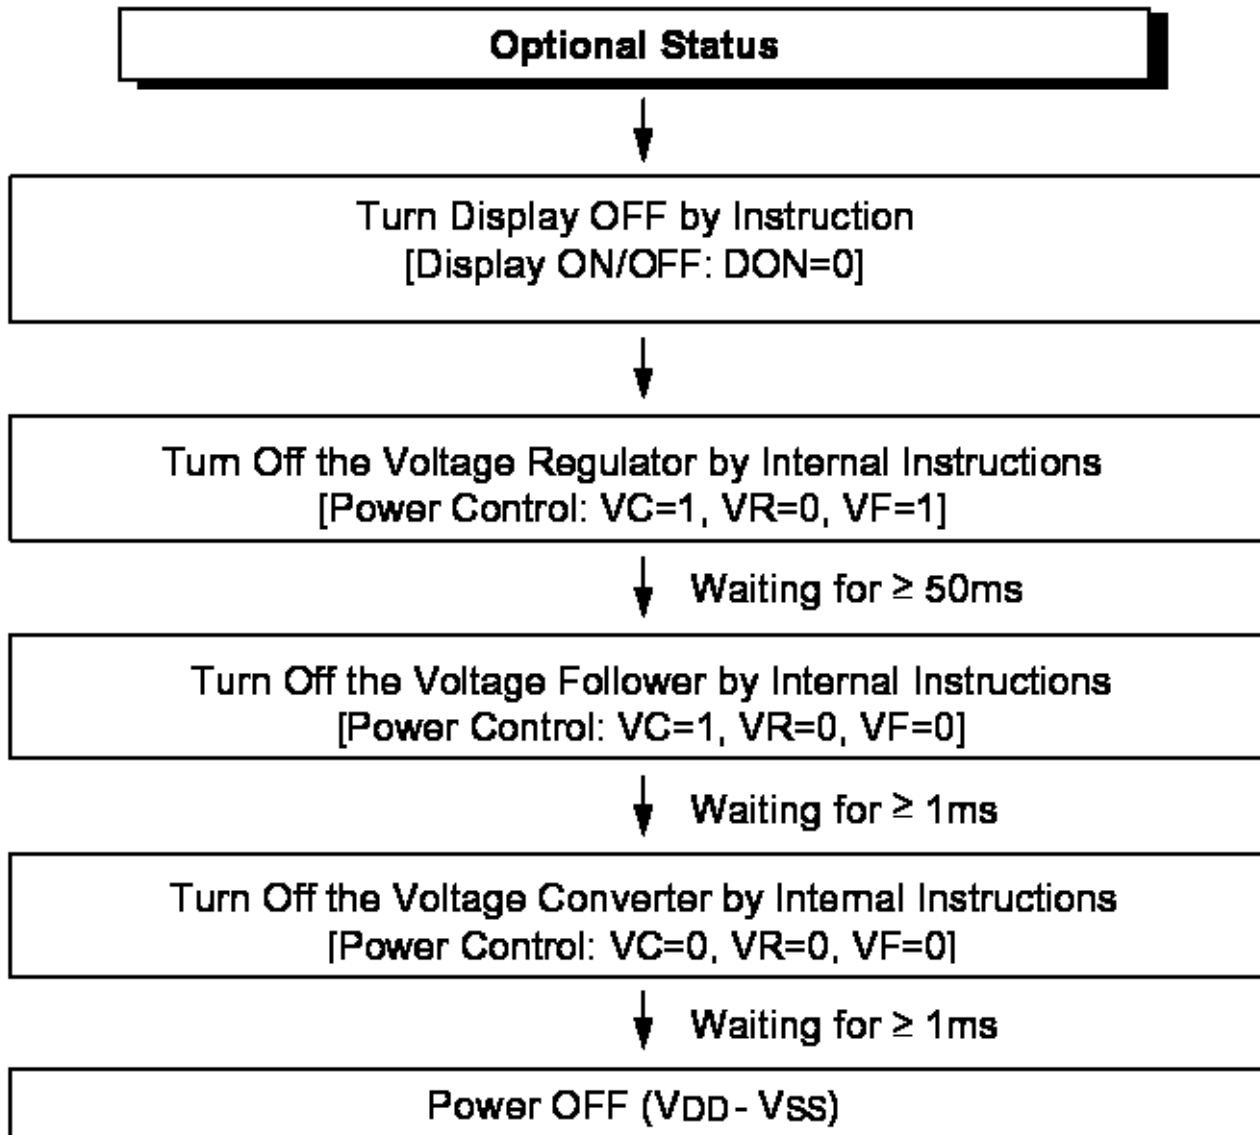 Optional Status
Turn Display OFF by Instruction
[Display ON/OFF: DON=0]
Turn Off the Voltage Regulator by Internal Instructions
[Power Control: VC=1, VR=0, VF=1]
Waiting for ≥ 50ms
Turn Off the Voltage Follower by Internal Instructions
[Power Control: VC=1, VR=0, VF=0]
Waiting for ≥ 1ms
Turn Off the Voltage Converter by Internal Instructions
[Power Control: VC=0, VR=0, VF=0]
Waiting for ≥ 1ms
Power OFF (VDD - VSS)